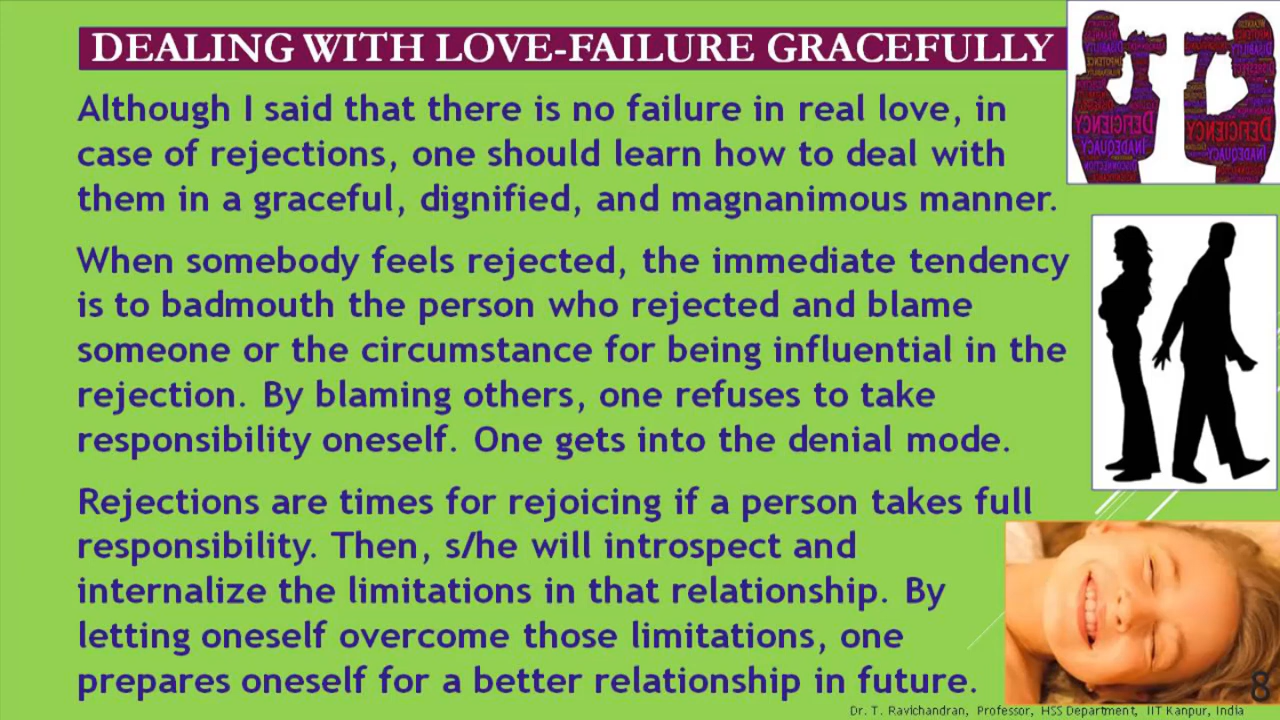 DEALING WITH LOVE-FAILURE GRACEFULLY
Although I said that there is no failure in real love, in
case of rejections, one should learn how to deal with
them in a graceful, dignified, and magnanimous manner.
When somebody feels rejected, the immediate tendency
is to badmouth the person who rejected and blame
someone or the circumstance for being influential in the
rejection. By blaming others, one refuses to take
responsibility oneself. One gets into the denial mode.
Rejections are times for rejoicing if a person takes full
responsibility. Then, s/he will introspect and
internalize the limitations in that relationship. By
letting oneself overcome those limitations, one
prepares oneself for a better relationship in future.
8
Dr. T. Ravichandran, Professor, HSS Department, IIT Kanpur, India
DEFICIENCY
INADEQUACY
DEFICIENCY
INADEQUACY